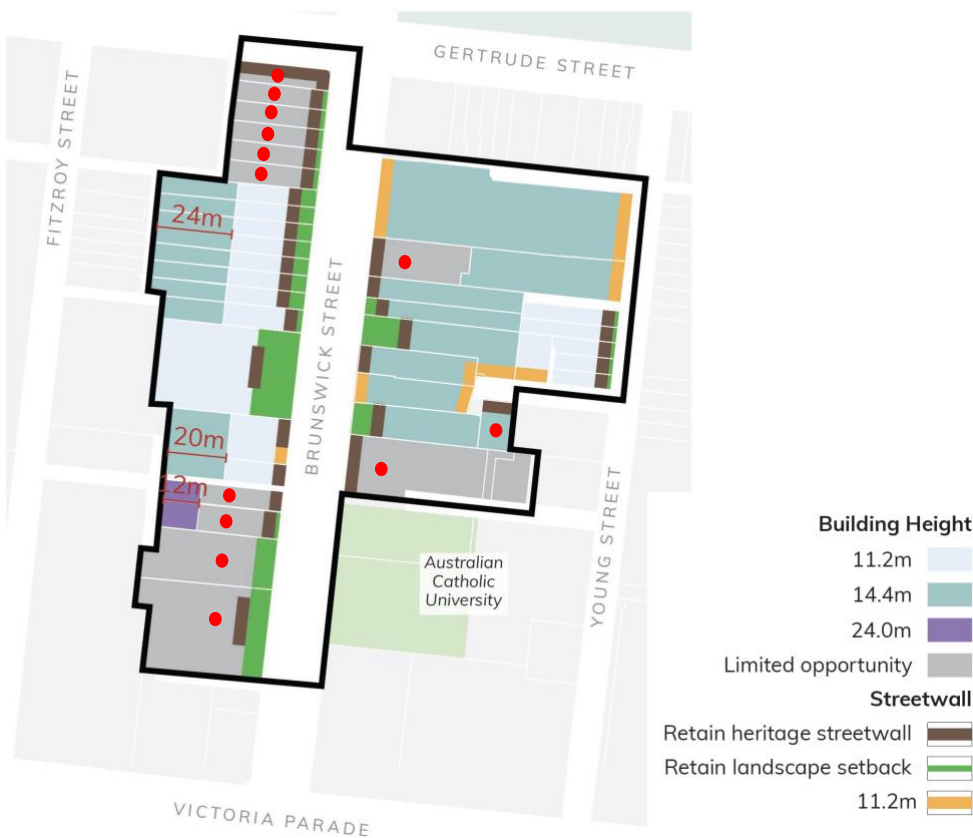 GERTRUDE STREET
FITZROY STREET
24m
BRUNSWICK STREET
20m
12m
YOUNG STREET
Australian
Catholic
University
VICTORIA PARADE
Building Height
11.2m
14.4m
24.0m
Limited opportunity
Streetwall
Retain heritage streetwall
Retain landscape setback
11.2m